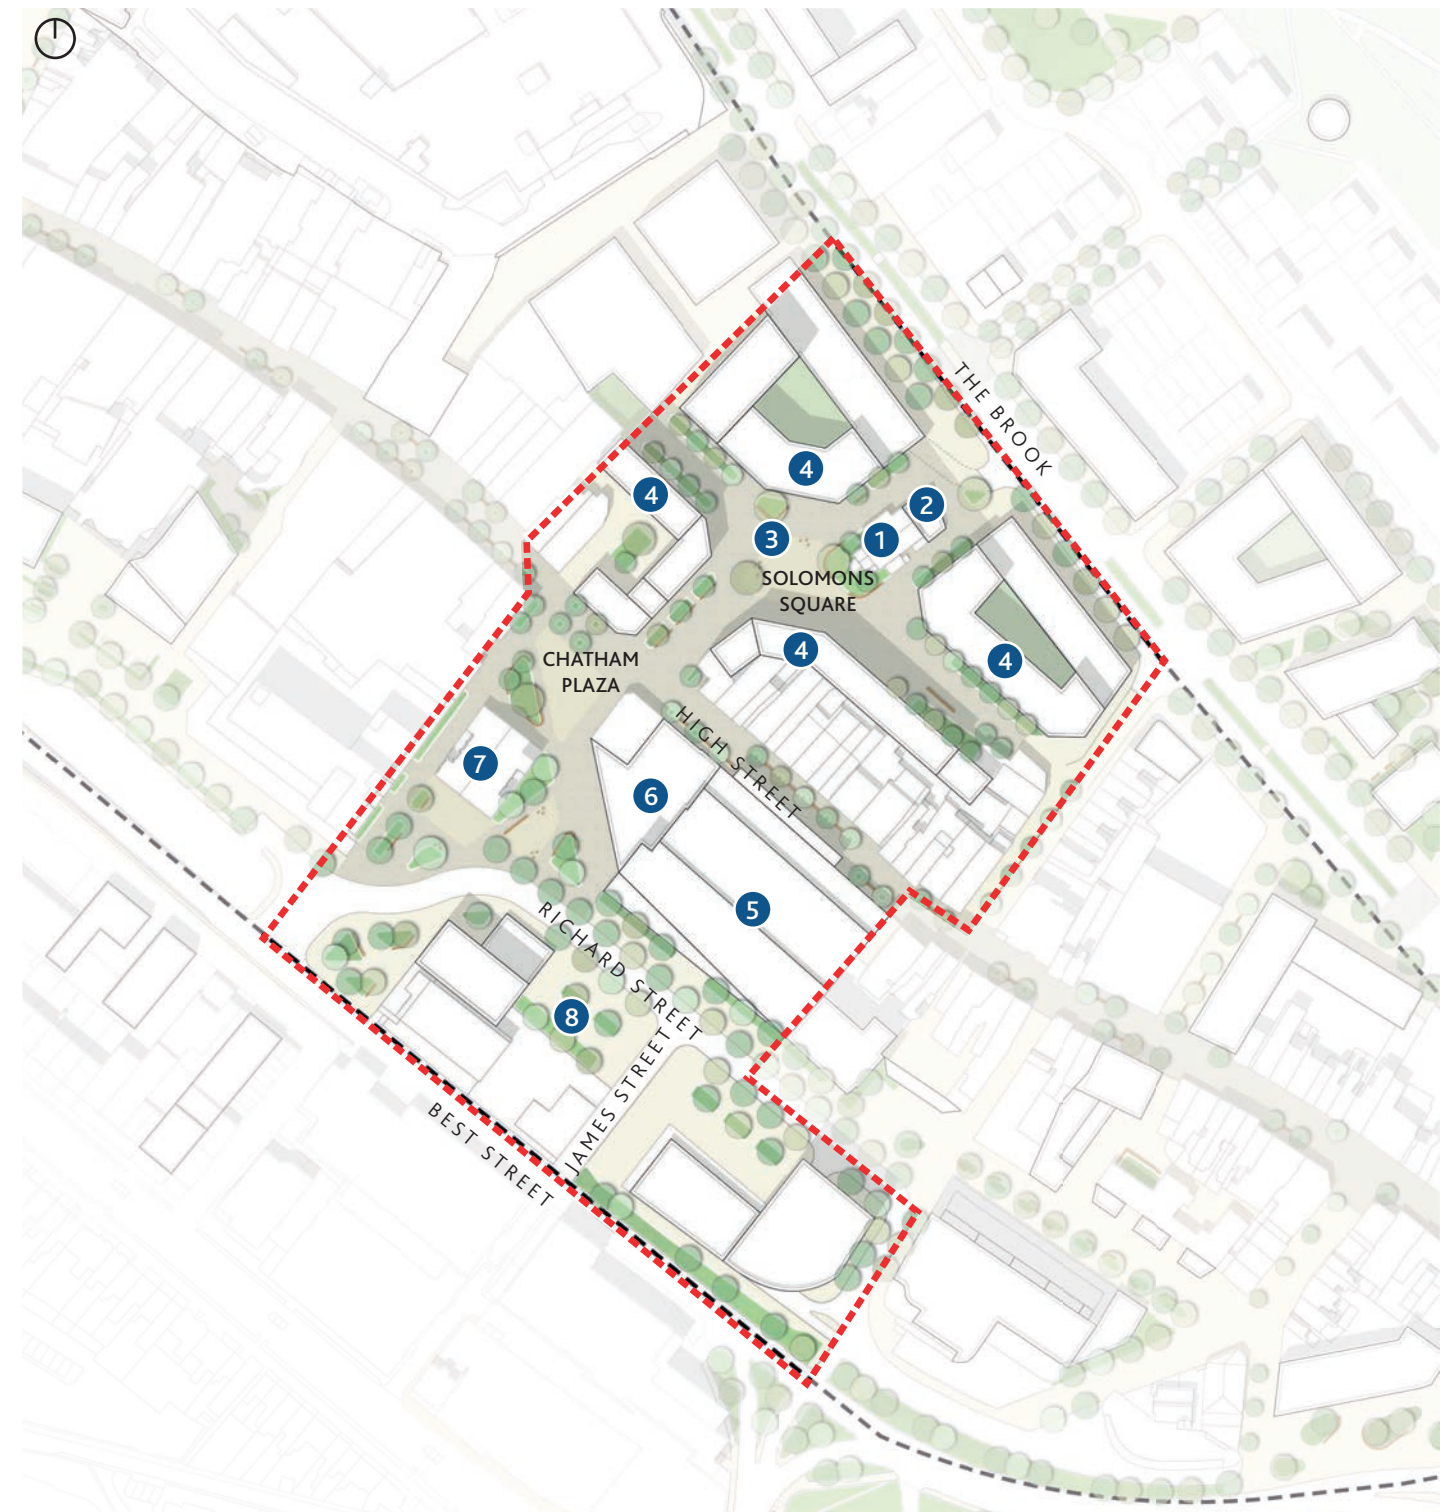 THE BROOK
4
4
2
1
3
SOLOMONS
SQUARE
4
4
CHATHAM
PLAZA
HIGH STREET
7
6
5
RICHARD STREET
8
JAMES STREET
BEST STREET